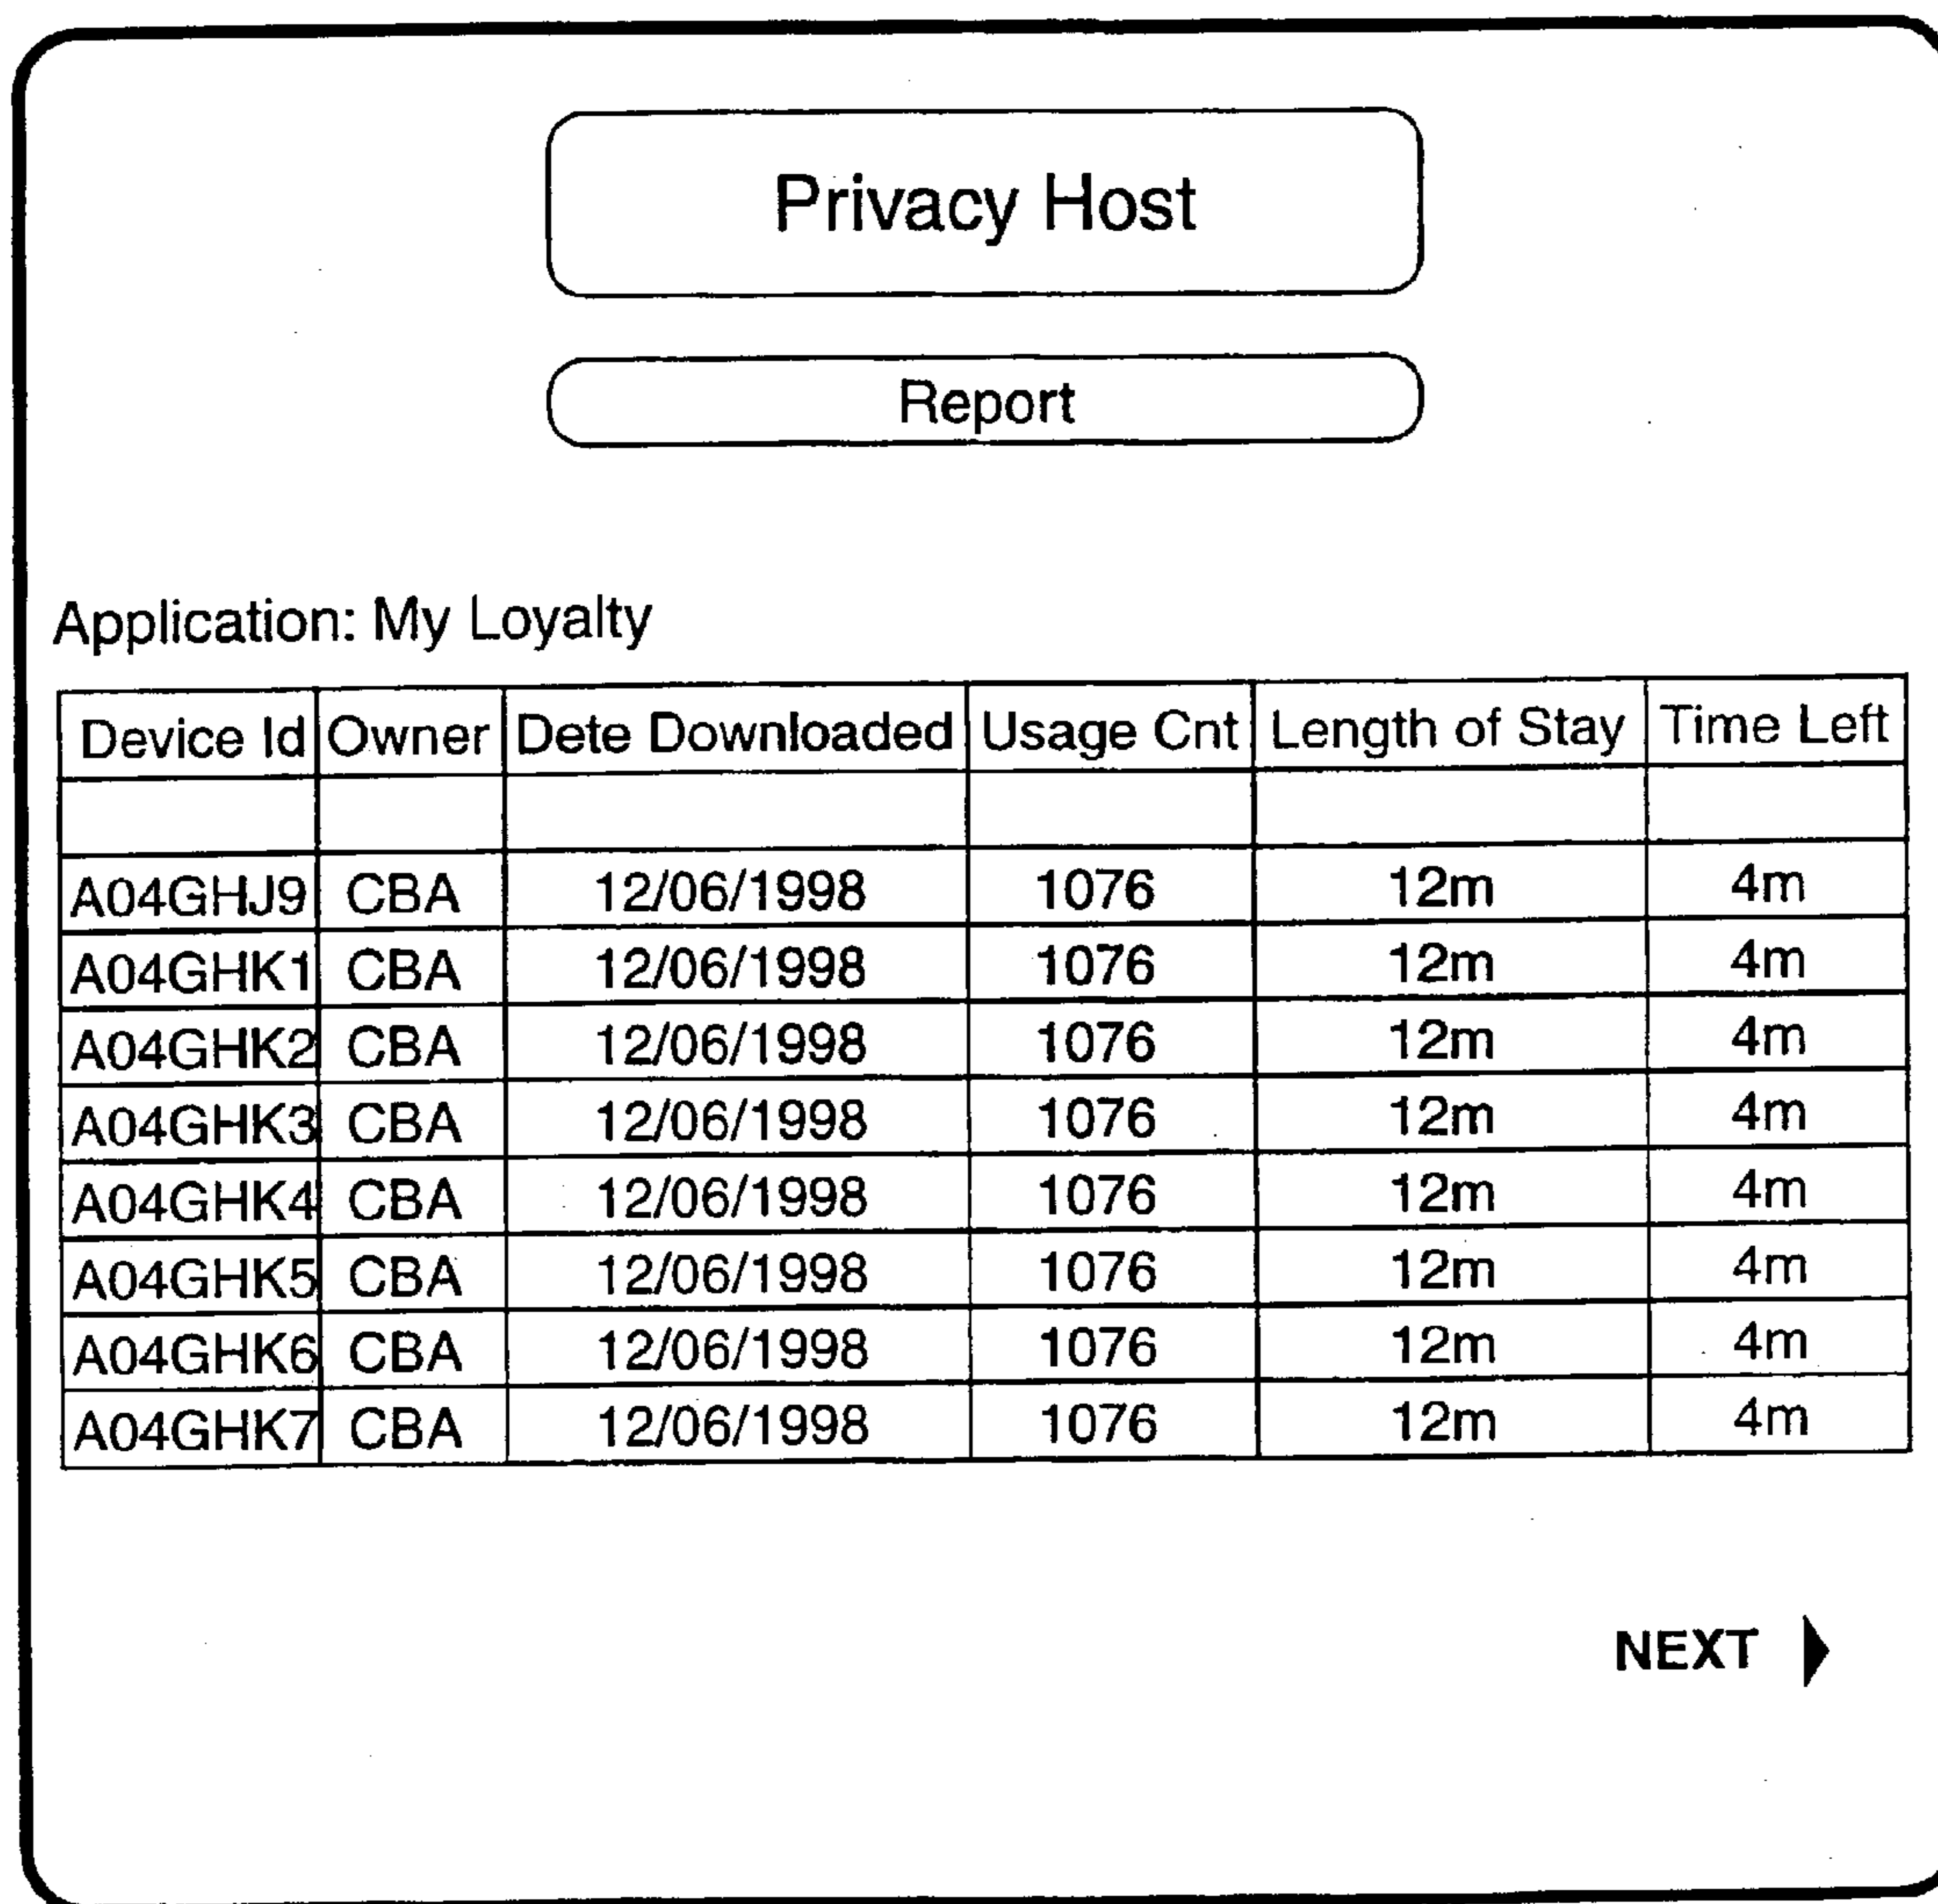 Privacy Host
Report
Application: My Loyalty
Device Id Owner Dete Downloaded Usage Cnt Length of Stay Time Left
A04GHJ9 CBA 12/06/1998 1076 12m 4m
A04GHK1 CBA 12/06/1998 1076 12m 4m
A04GHK2 CBA 12/06/1998 1076 12m 4m
A04GHK3 CBA 12/06/1998 1076 12m 4m
A04GHK4 CBA 12/06/1998 1076 12m 4m
A04GHK5 CBA 12/06/1998 1076 12m 4m
A04GHK6 CBA 12/06/1998 1076 12m 4m
A04GHK7 CBA 12/06/1998 1076 12m 4m
NEXT